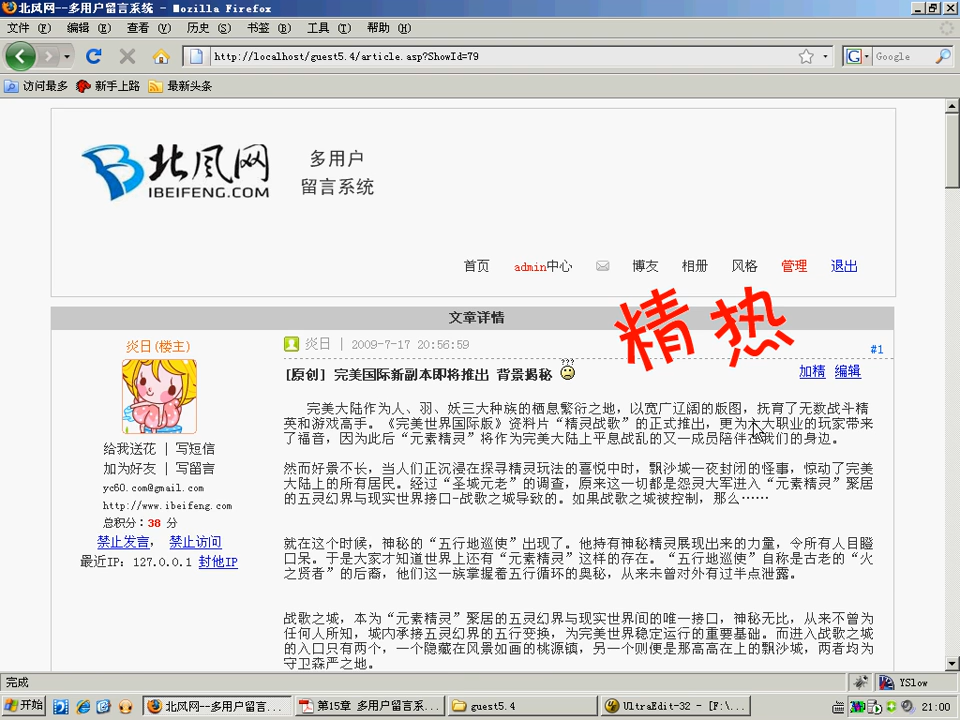 北风网--多用户留言系统 - Mozilla Firefox
文件 (F) 编辑 (E) 查看 (V) 历史 (S) 书签 (B) 工具 (T) 帮助 (H)
http://localhost/guest5.4/article.asp?ShowId=79
G Google
访问最多 新手上路 最新头条
北风网
IBEIFENG.COM
多用户
留言系统
首页 admin中心 博友 相册 风格 管理 退出
文章详情
精 热
炎日(楼主)
炎日 | 2009-7-17 20:56:59
#1
[原创] 完美国际新副本即将推出 背景揭秘
???
加精 编辑
给我送花 | 写短信
加为好友 | 写留言
yc60.com@gmail.com
http://www.ibeifeng.com
总积分：38 分
禁止发言， 禁止访问
最近IP：127.0.0.1 封他IP
完美大陆作为人、羽、妖三大种族的栖息繁衍之地，以宽广辽阔的版图，抚育了无数战斗精
英和游戏高手。《完美世界国际版》资料片“精灵战歌”的正式推出，更为六大职业的玩家带来
了福音，因为此后“元素精灵”将作为完美大陆上平息战乱的又一成员陪伴在我们的身边。
然而好景不长，当人们正沉浸在探寻精灵玩法的喜悦中时，飘沙城一夜封闭的怪事，惊动了完美
大陆上的所有居民。经过“圣城元老”的调查，原来这一切都是怨灵大军进入“元素精灵”聚居
的五灵幻界与现实世界接口-战歌之城导致的。如果战歌之城被控制，那么……
就在这个时候，神秘的“五行地巡使”出现了。他持有神秘精灵展现出来的力量，令所有人目瞪
口呆。于是大家才知道世界上还有“元素精灵”这样的存在。“五行地巡使”自称是古老的“火
之贤者”的后裔，他们这一族掌握着五行循环的奥秘，从来未曾对外有过半点泄露。
战歌之城，本为“元素精灵”聚居的五灵幻界与现实世界间的唯一接口，神秘无比，从来不曾为
任何人所知，城内承接五灵幻界的五行变换，为完美世界稳定运行的重要基础。而进入战歌之城
的入口只有两个，一个隐藏在风景如画的桃源镇，另一个则便是那高高在上的飘沙城，两者均为
守卫森严之地。
完成 YSlow
开始 北风网--多用户留言系... 第15章 多用户留言系... guest5.4 UltraEdit-32 - [F:\... 21:00